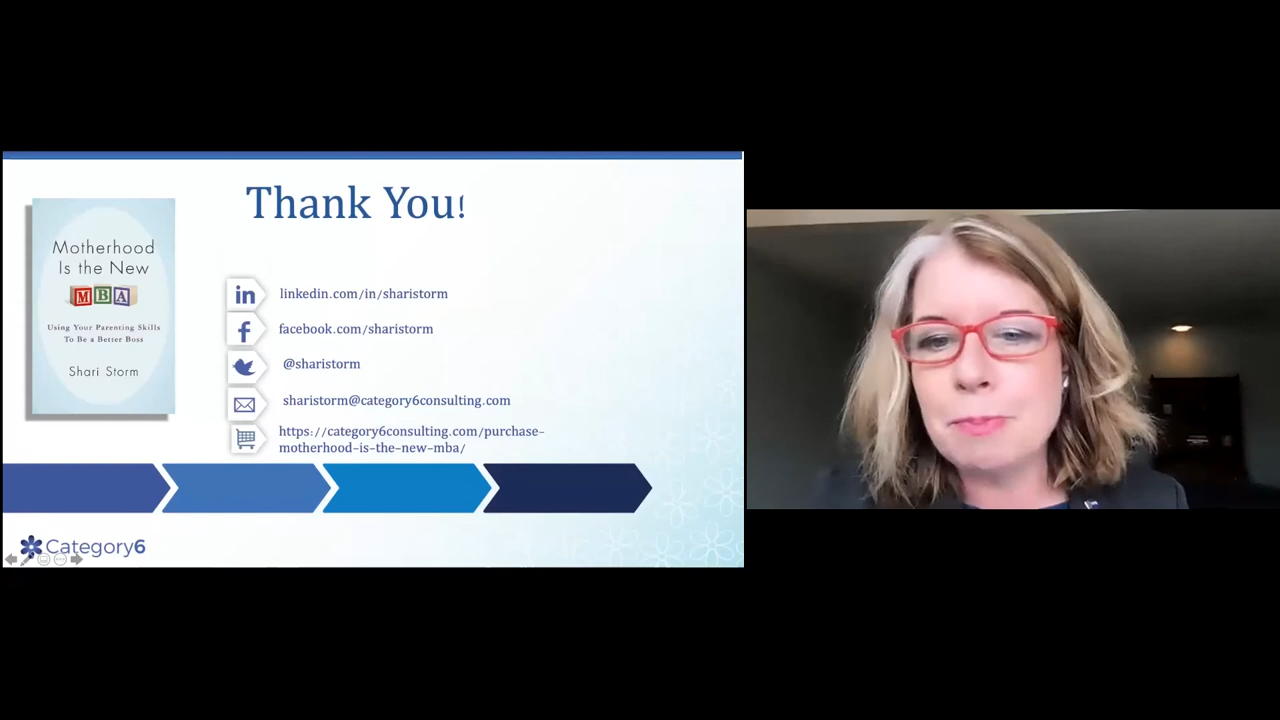 Thank You!
Motherhood
Is the New
MBA
Using Your Parenting Skills
To Be a Better Boss
Shari Storm
in
linkedin.com/in/sharistorm
f
facebook.com/sharistorm
@sharistorm
sharistorm@category6consulting.com
https://category6consulting.com/purchase-
motherhood-is-the-new-mba/
Category6